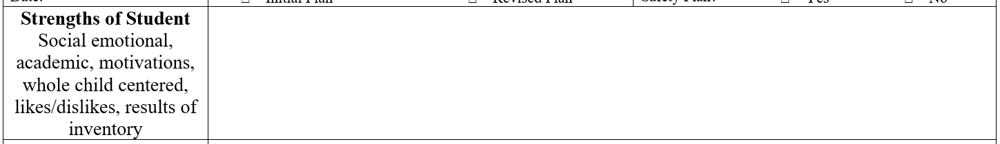 Date: □ Initial Plan □ Revised Plan Safety Plan: □ Yes □ No
Strengths of Student
Social emotional,
academic, motivations,
whole child centered,
likes/dislikes, results of
inventory